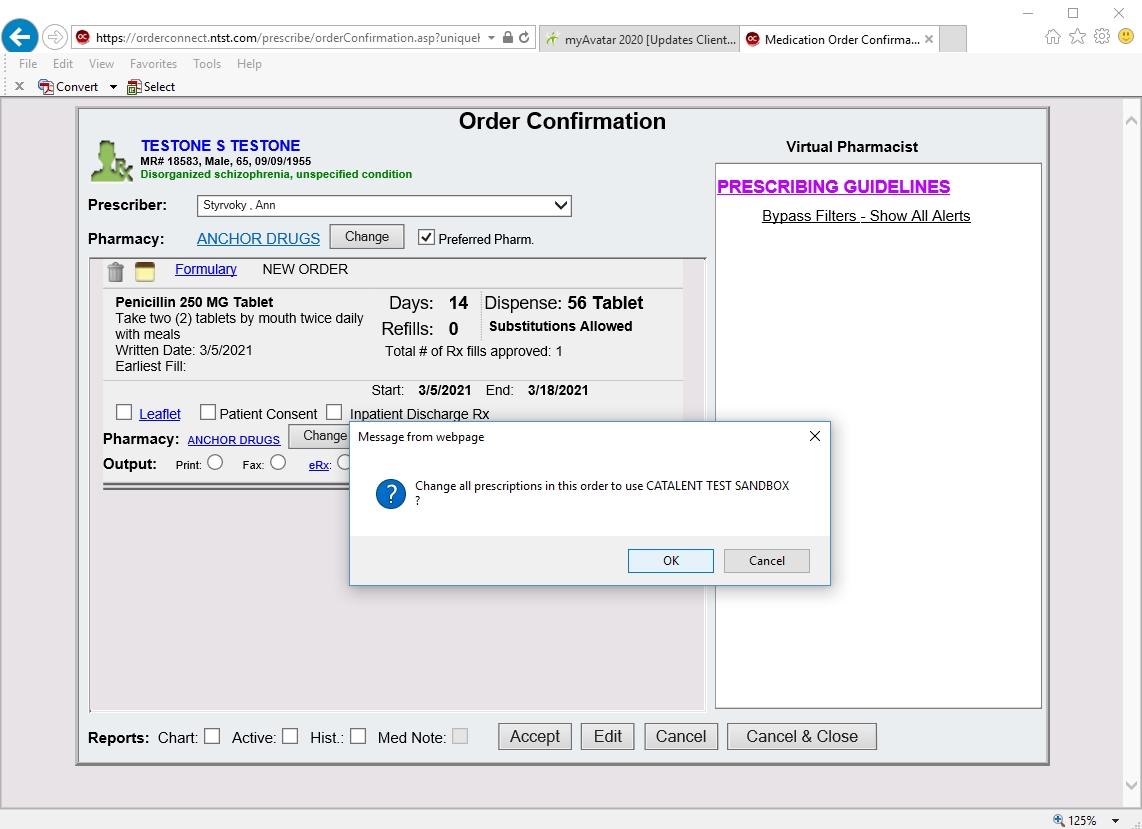 https://orderconnect.ntst.com/prescribe/orderConfirmation.asp?uniqueI
myAvatar 2020 [Updates Client...
Medication Order Confirma...
File Edit View Favorites Tools Help
x Convert Select
Order Confirmation
TESTONE S TESTONE
MR# 18583, Male, 65, 09/09/1955
Disorganized schizophrenia, unspecified condition
Virtual Pharmacist
PRESCRIBING GUIDELINES
Bypass Filters - Show All Alerts
Prescriber: Styrvoky , Ann
Pharmacy: ANCHOR DRUGS Change Preferred Pharm.
Formulary NEW ORDER
Penicillin 250 MG Tablet
Take two (2) tablets by mouth twice daily
with meals
Written Date: 3/5/2021
Earliest Fill:
Days: 14 Dispense: 56 Tablet
Refills: 0 Substitutions Allowed
Total # of Rx fills approved: 1
Start: 3/5/2021 End: 3/18/2021
Leaflet Patient Consent Inpatient Discharge Rx
Pharmacy: ANCHOR DRUGS Change
Output: Print: Fax: eRx:
Message from webpage
Change all prescriptions in this order to use CATALENT TEST SANDBOX
?
OK Cancel
Reports: Chart: Active: Hist.: Med Note: Accept Edit Cancel Cancel & Close
125%